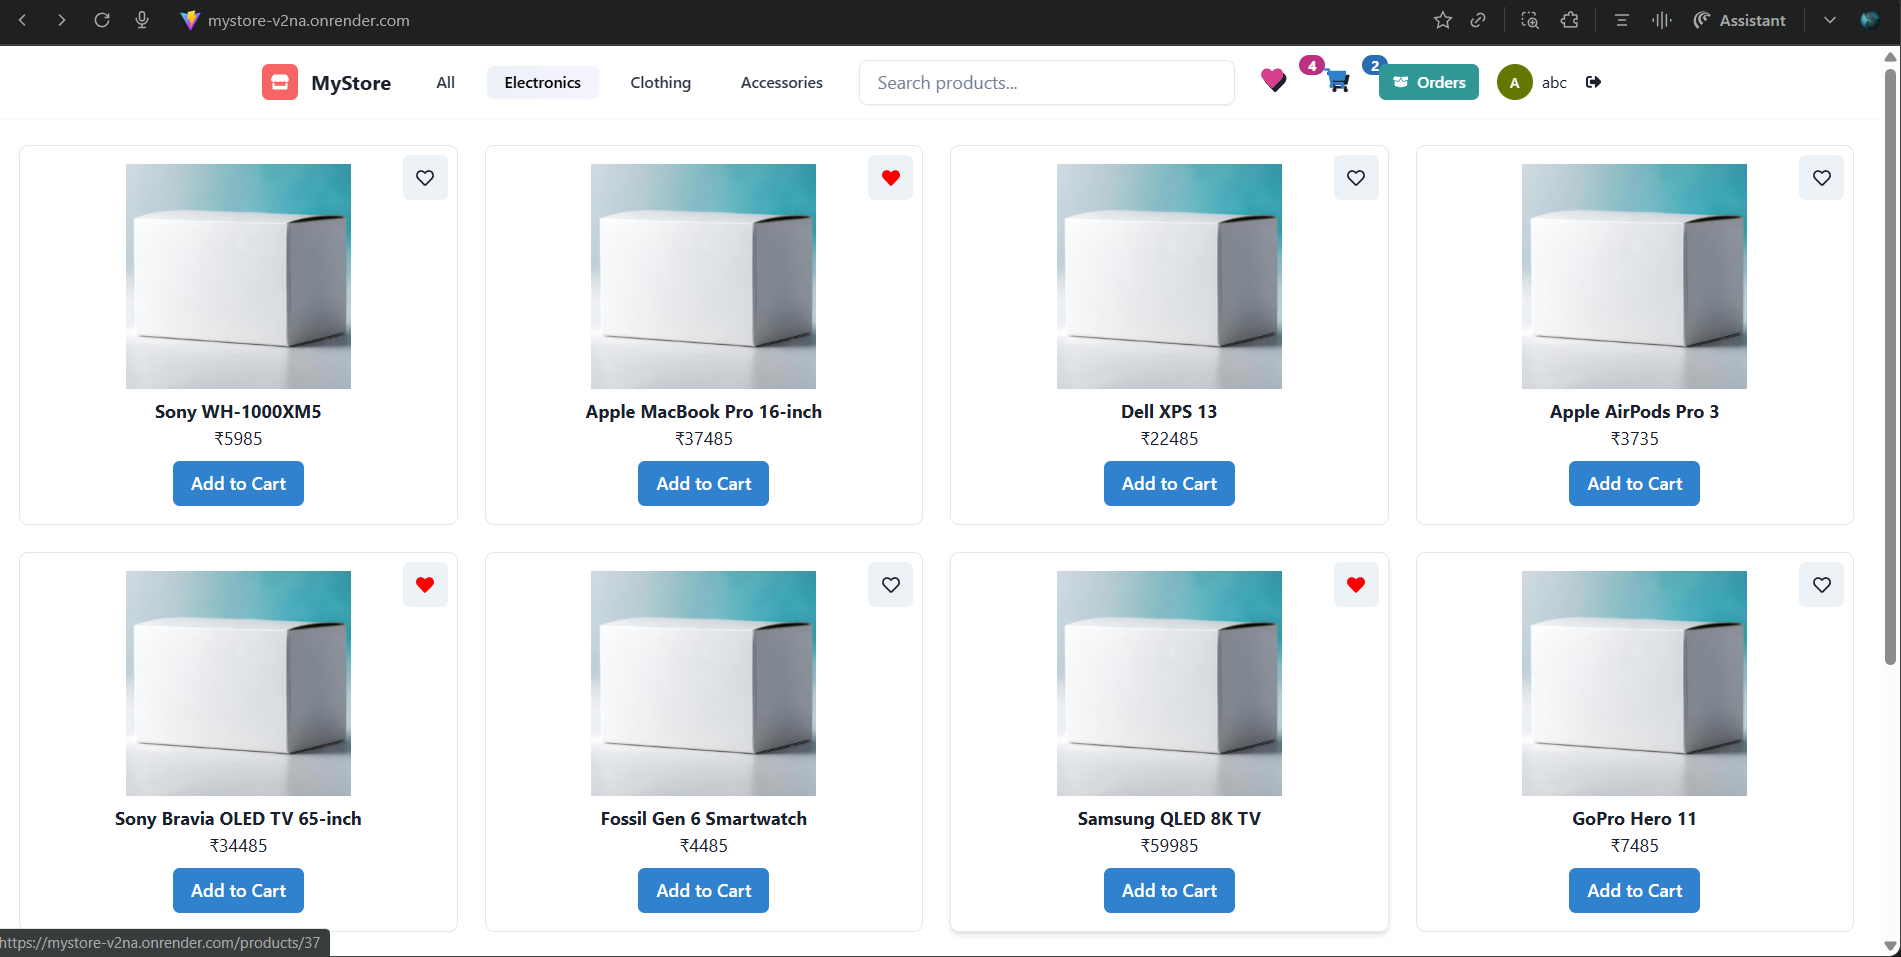 mystore-v2na.onrender.com
Assistant
MyStore
All
Electronics
Clothing
Accessories
Search products...
4
2
Orders
A
abc
Sony WH-1000XM5
₹5985
Add to Cart
Apple MacBook Pro 16-inch
₹37485
Add to Cart
Dell XPS 13
₹22485
Add to Cart
Apple AirPods Pro 3
₹3735
Add to Cart
Sony Bravia OLED TV 65-inch
₹34485
Add to Cart
Fossil Gen 6 Smartwatch
₹4485
Add to Cart
Samsung QLED 8K TV
₹59985
Add to Cart
GoPro Hero 11
₹7485
Add to Cart
https://mystore-v2na.onrender.com/products/37